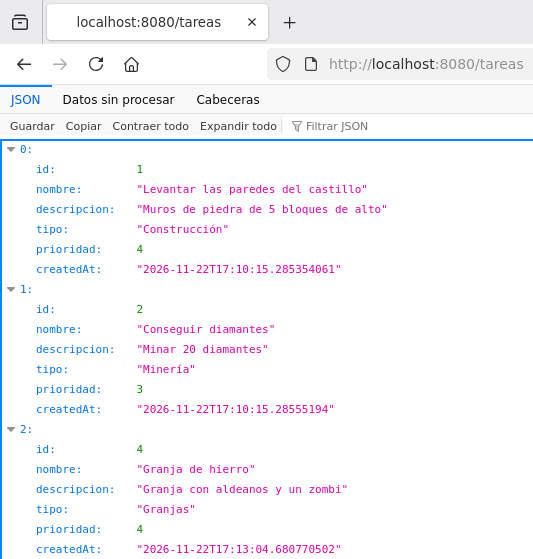 localhost:8080/tareas
http://localhost:8080/tareas
JSON Datos sin procesar Cabeceras
Guardar Copiar Contraer todo Expandir todo Filtrar JSON
0:
id: 1
nombre: "Levantar las paredes del castillo"
descripcion: "Muros de piedra de 5 bloques de alto"
tipo: "Construcción"
prioridad: 4
createdAt: "2026-11-22T17:10:15.285354061"
1:
id: 2
nombre: "Conseguir diamantes"
descripcion: "Minar 20 diamantes"
tipo: "Minería"
prioridad: 3
createdAt: "2026-11-22T17:10:15.28555194"
2:
id: 4
nombre: "Granja de hierro"
descripcion: "Granja con aldeanos y un zombi"
tipo: "Granjas"
prioridad: 4
createdAt: "2026-11-22T17:13:04.680770502"